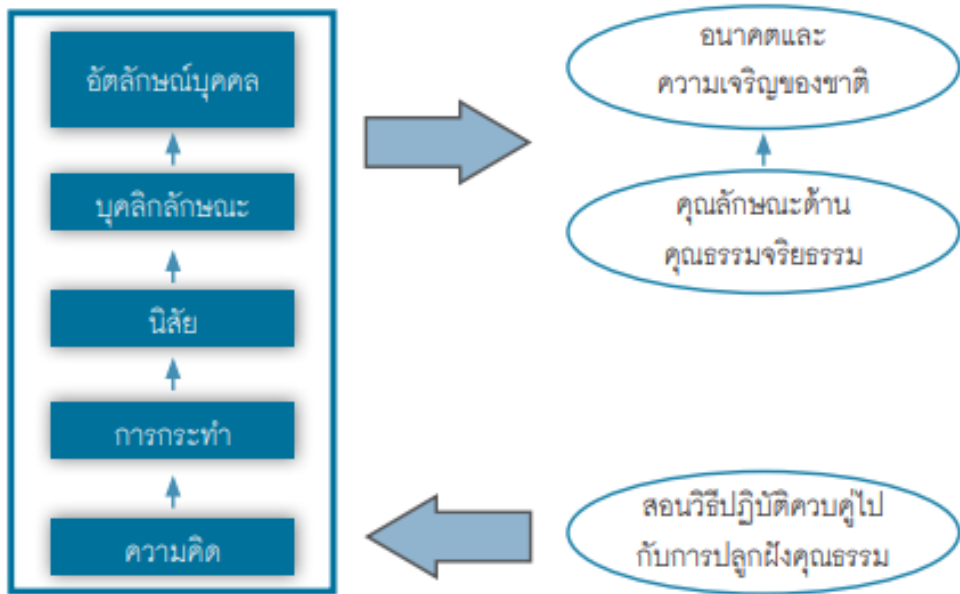 อัตลักษณ์บุคคล
บุคลิกลักษณะ
นิสัย
การกระทำ
ความคิด
อนาคตและ
ความเจริญของชาติ
คุณลักษณะด้าน
คุณธรรมจริยธรรม
สอนวิธีปฏิบัติควบคู่ไป
กับการปลูกฝังคุณธรรม